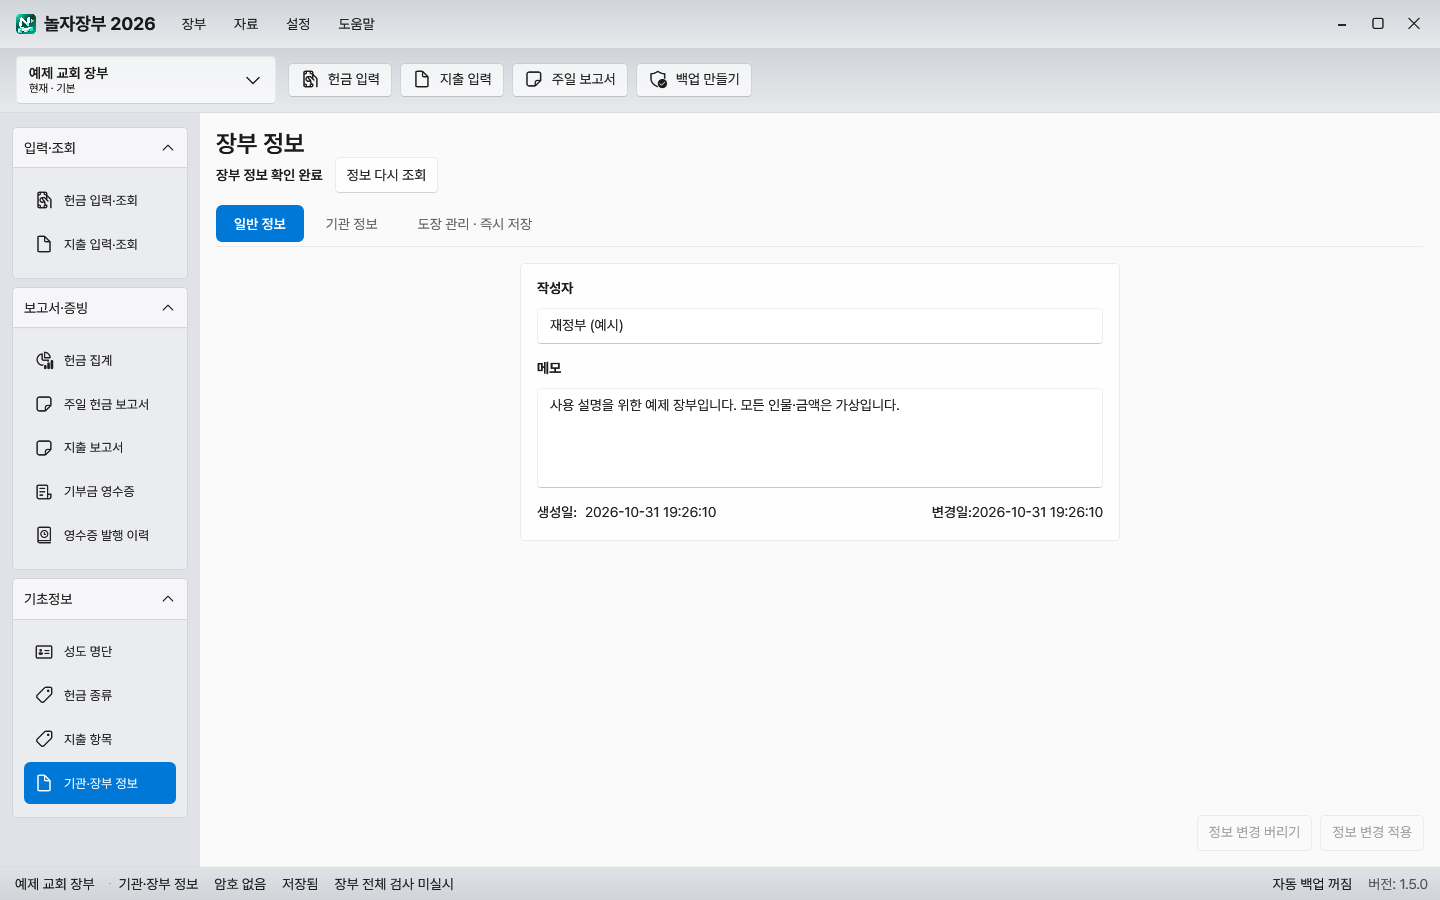 놀자장부 2026 장부 자료 설정 도움말
예제 교회 장부
현재 · 기본
헌금 입력 지출 입력 주일 보고서 백업 만들기
입력·조회
헌금 입력·조회
지출 입력·조회
보고서·증빙
헌금 집계
주일 헌금 보고서
지출 보고서
기부금 영수증
영수증 발행 이력
기초정보
성도 명단
헌금 종류
지출 항목
기관·장부 정보
장부 정보
장부 정보 확인 완료 정보 다시 조회
일반 정보 기관 정보 도장 관리 · 즉시 저장
작성자
재정부 (예시)
메모
사용 설명을 위한 예제 장부입니다. 모든 인물·금액은 가상입니다.
생성일: 2026-10-31 19:26:10 변경일:2026-10-31 19:26:10
정보 변경 버리기 정보 변경 적용
예제 교회 장부 · 기관·장부 정보 암호 없음 저장됨 장부 전체 검사 미실시 자동 백업 꺼짐 버전: 1.5.0